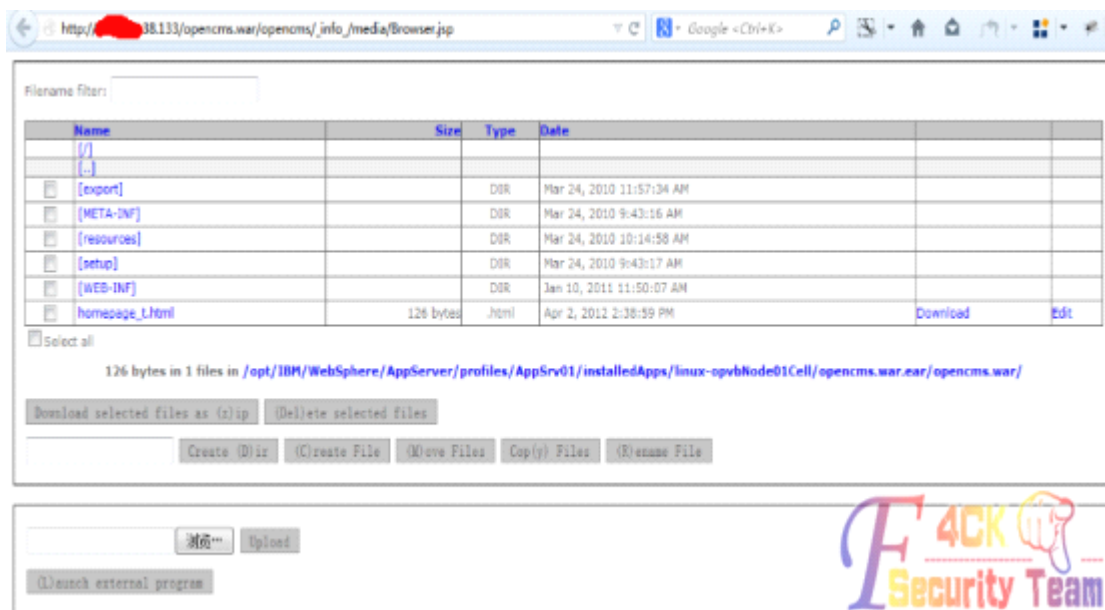 http:// 38.133/opencms.war/opencms/_info_/media/Browser.jsp
Google <Ctrl+K>
Filename filter:
Name Size Type Date
[/]
[..]
[export] DIR Mar 24, 2010 11:57:34 AM
[META-INF] DIR Mar 24, 2010 9:43:16 AM
[resources] DIR Mar 24, 2010 10:14:58 AM
[setup] DIR Mar 24, 2010 9:43:17 AM
[WEB-INF] DIR Jan 10, 2011 11:50:07 AM
homepage_t.html 126 bytes .html Apr 2, 2012 2:38:59 PM Download Edit
Select all
126 bytes in 1 files in /opt/IBM/WebSphere/AppServer/profiles/AppSrv01/installedApps/linux-opvbNode01Cell/opencms.war.ear/opencms.war/
Download selected files as (z)ip (Del)ete selected files
Create (D)ir (C)reate File (M)ove Files Cop(y) Files (R)ename File
浏览… Upload
(L)aunch external program
F4CK
Security Team